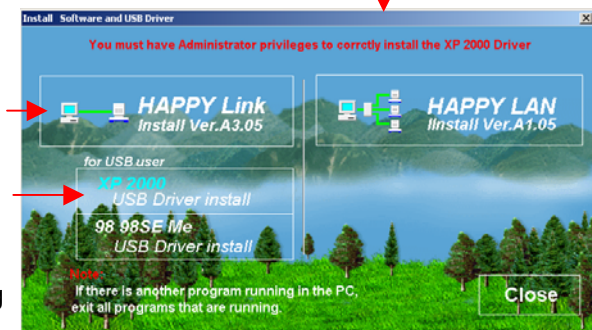 Install Software and USB Driver
You must have Administrator privileges to corrctly install the XP 2000 Driver
HAPPY Link
Install Ver.A3.05
HAPPY LAN
IInstall Ver.A1.05
for USB user
XP 2000
USB Driver install
98 98SE Me
USB Driver install
Note
If there is another program running in the PC,
exit all programs that are running.
Close